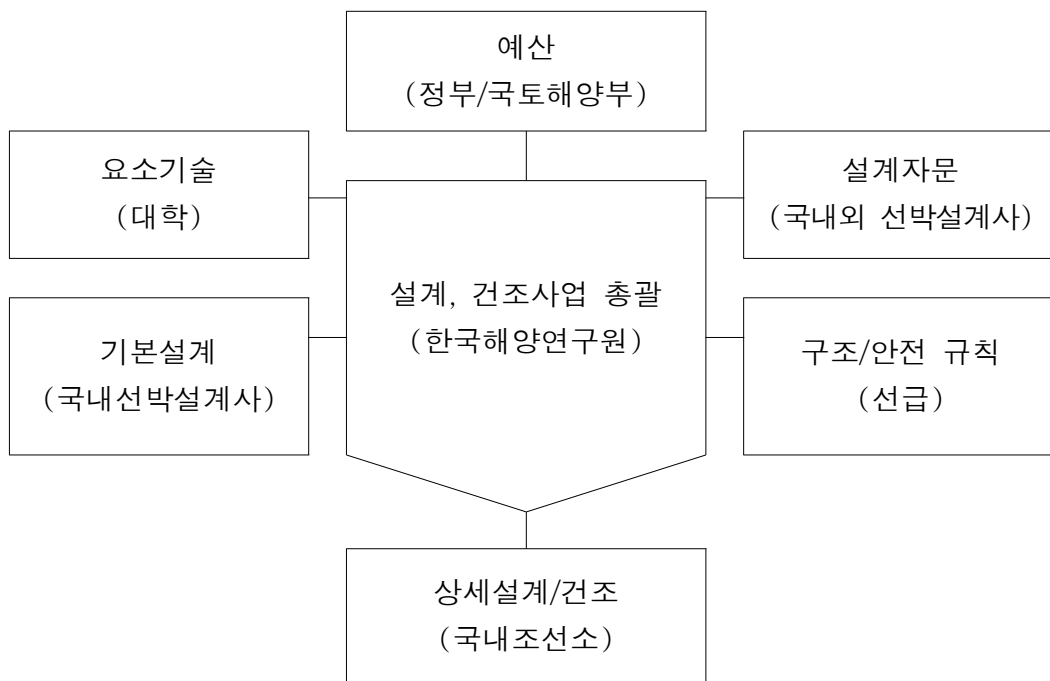 예산
(정부/국토해양부)
요소기술
(대학)
설계자문
(국내외 선박설계사)
설계, 건조사업 총괄
(한국해양연구원)
기본설계
(국내선박설계사)
구조/안전 규칙
(선급)
상세설계/건조
(국내조선소)